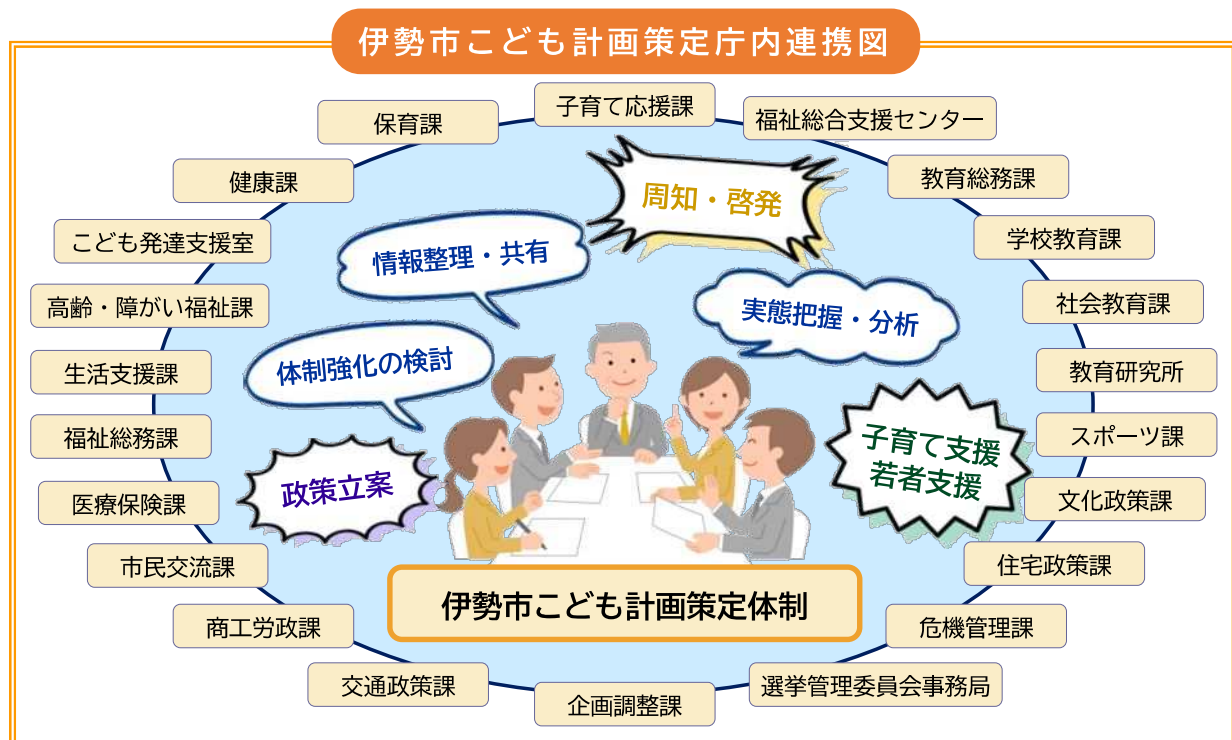 伊勢市こども計画策定庁内連携図
子育て応援課
福祉総合支援センター
教育総務課
学校教育課
社会教育課
教育研究所
スポーツ課
文化政策課
住宅政策課
危機管理課
選挙管理委員会事務局
企画調整課
交通政策課
商工労政課
市民交流課
医療保険課
福祉総務課
生活支援課
高齢・障がい福祉課
こども発達支援室
健康課
保育課
周知・啓発
情報整理・共有
実態把握・分析
体制強化の検討
子育て支援
若者支援
政策立案
伊勢市こども計画策定体制